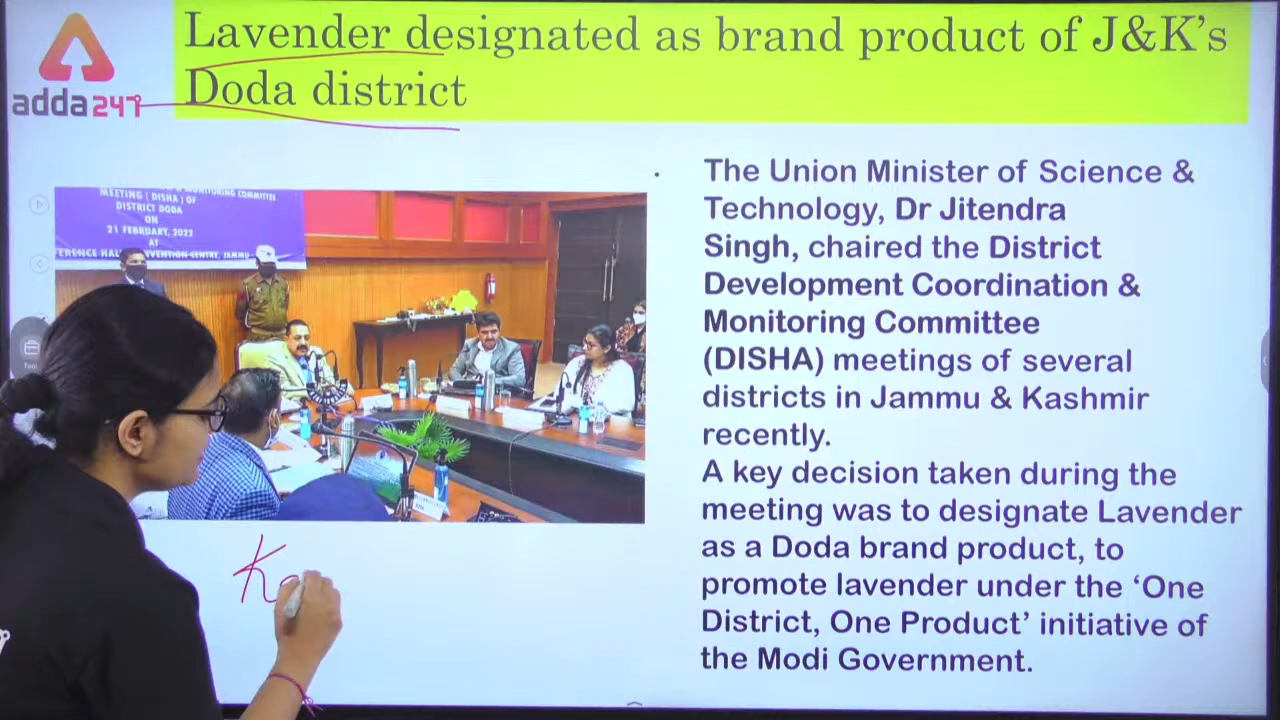 Lavender designated as brand product of J&K's
Doda district
adda247
MEETING ( DISHA ) OF
DISTRICT DODA
ON
21 FEBRUARY, 2022
AT
The Union Minister of Science &
Technology, Dr Jitendra
Singh, chaired the District
Development Coordination &
Monitoring Committee
(DISHA) meetings of several
districts in Jammu & Kashmir
recently.
A key decision taken during the
meeting was to designate Lavender
as a Doda brand product, to
promote lavender under the ‘One
District, One Product’ initiative of
the Modi Government.
Ka